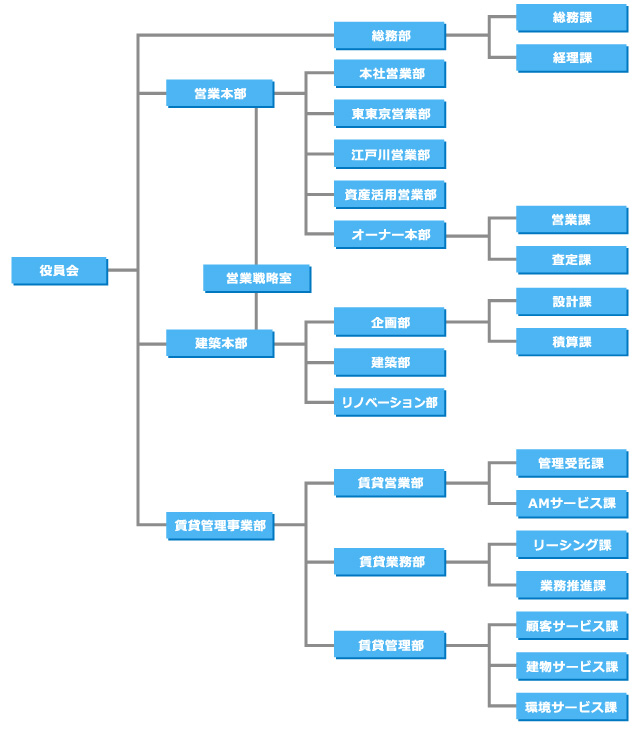 役員会
総務部
総務課
経理課
営業本部
本社営業部
東東京営業部
江戸川営業部
資産活用営業部
オーナー本部
営業課
査定課
営業戦略室
建築本部
企画部
設計課
積算課
建築部
リノベーション部
賃貸管理事業部
賃貸営業部
管理受託課
AMサービス課
賃貸業務部
リーシング課
業務推進課
賃貸管理部
顧客サービス課
建物サービス課
環境サービス課